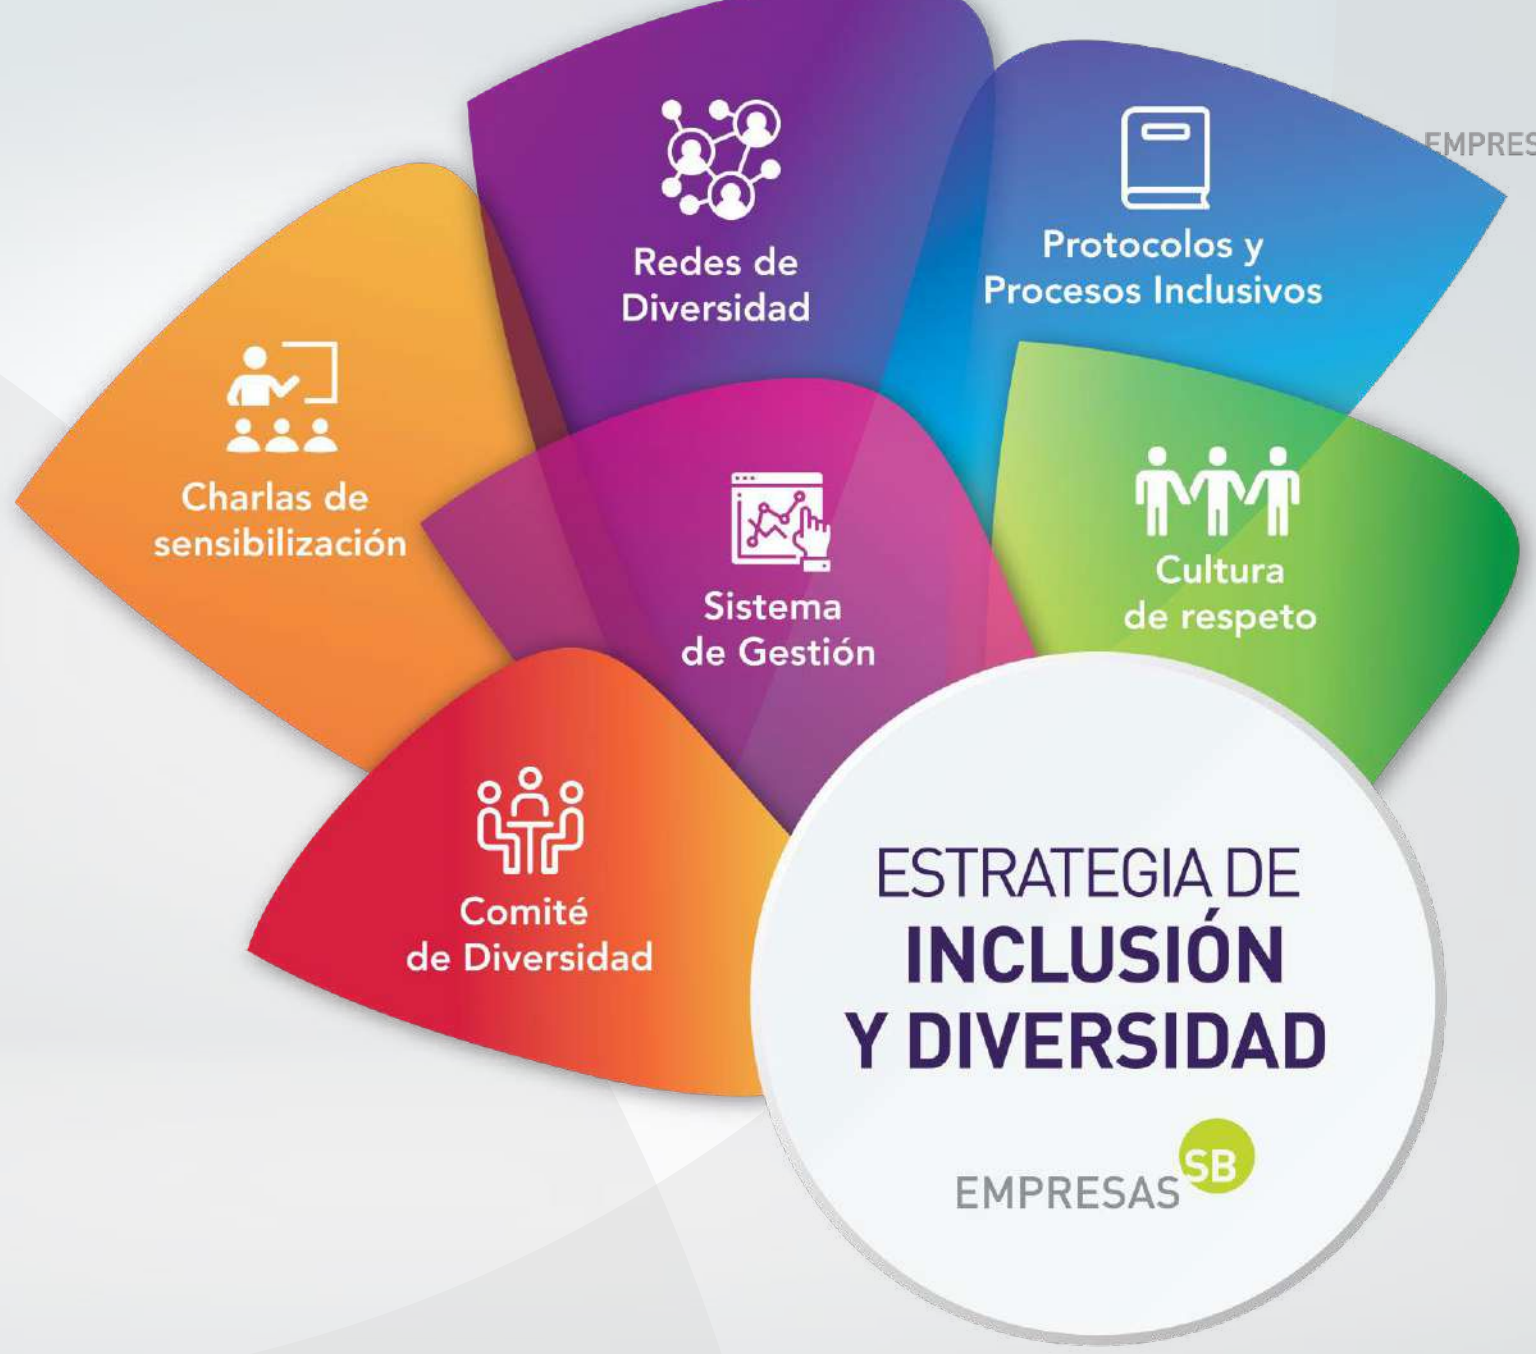 EMPRES
Redes de
Diversidad
Protocolos y
Procesos Inclusivos
Charlas de
sensibilización
Sistema
de Gestión
Cultura
de respeto
Comité
de Diversidad
ESTRATEGIA DE
INCLUSIÓN
Y DIVERSIDAD
EMPRESAS SB